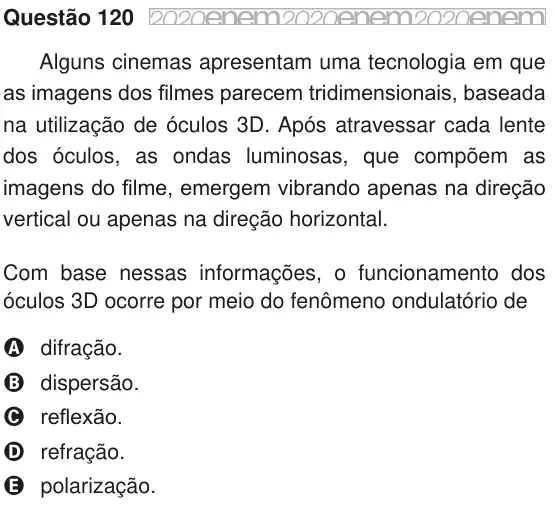 Questão 120 2020enem2020enem2020enem
Alguns cinemas apresentam uma tecnologia em que
as imagens dos filmes parecem tridimensionais, baseada
na utilização de óculos 3D. Após atravessar cada lente
dos óculos, as ondas luminosas, que compõem as
imagens do filme, emergem vibrando apenas na direção
vertical ou apenas na direção horizontal.
Com base nessas informações, o funcionamento dos
óculos 3D ocorre por meio do fenômeno ondulatório de
A difração.
B dispersão.
C reflexão.
D refração.
E polarização.